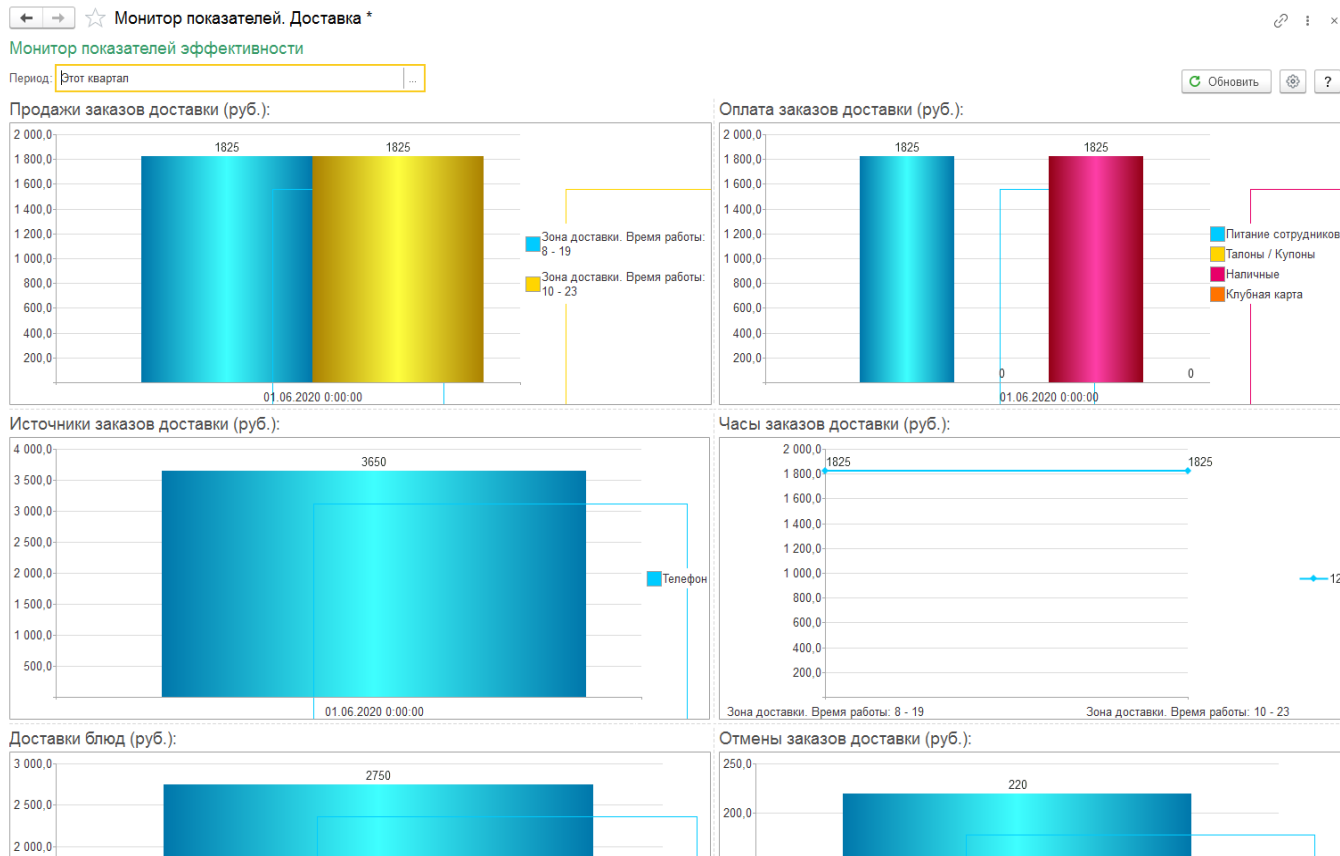 Монитор показателей. Доставка *
Монитор показателей эффективности
Период: Этот квартал ...
Обновить ?
Продажи заказов доставки (руб.):
2 000,0
1 800,0
1 600,0
1 400,0
1 200,0
1 000,0
800,0
600,0
400,0
200,0
1825 1825
01.06.2020 0:00:00
Зона доставки. Время работы:
8 - 19
Зона доставки. Время работы:
10 - 23
Оплата заказов доставки (руб.):
2 000,0
1 800,0
1 600,0
1 400,0
1 200,0
1 000,0
800,0
600,0
400,0
200,0
1825 1825
0 0
01.06.2020 0:00:00
Питание сотрудников
Талоны / Купоны
Наличные
Клубная карта
Источники заказов доставки (руб.):
4 000,0
3 500,0
3 000,0
2 500,0
2 000,0
1 500,0
1 000,0
500,0
3650
01.06.2020 0:00:00
Телефон
Часы заказов доставки (руб.):
2 000,0
1 800,0
1 600,0
1 400,0
1 200,0
1 000,0
800,0
600,0
400,0
200,0
1825 1825
12
Зона доставки. Время работы: 8 - 19 Зона доставки. Время работы: 10 - 23
Доставки блюд (руб.):
3 000,0
2 500,0
2 000,0
2750
Отмены заказов доставки (руб.):
250,0
200,0
220